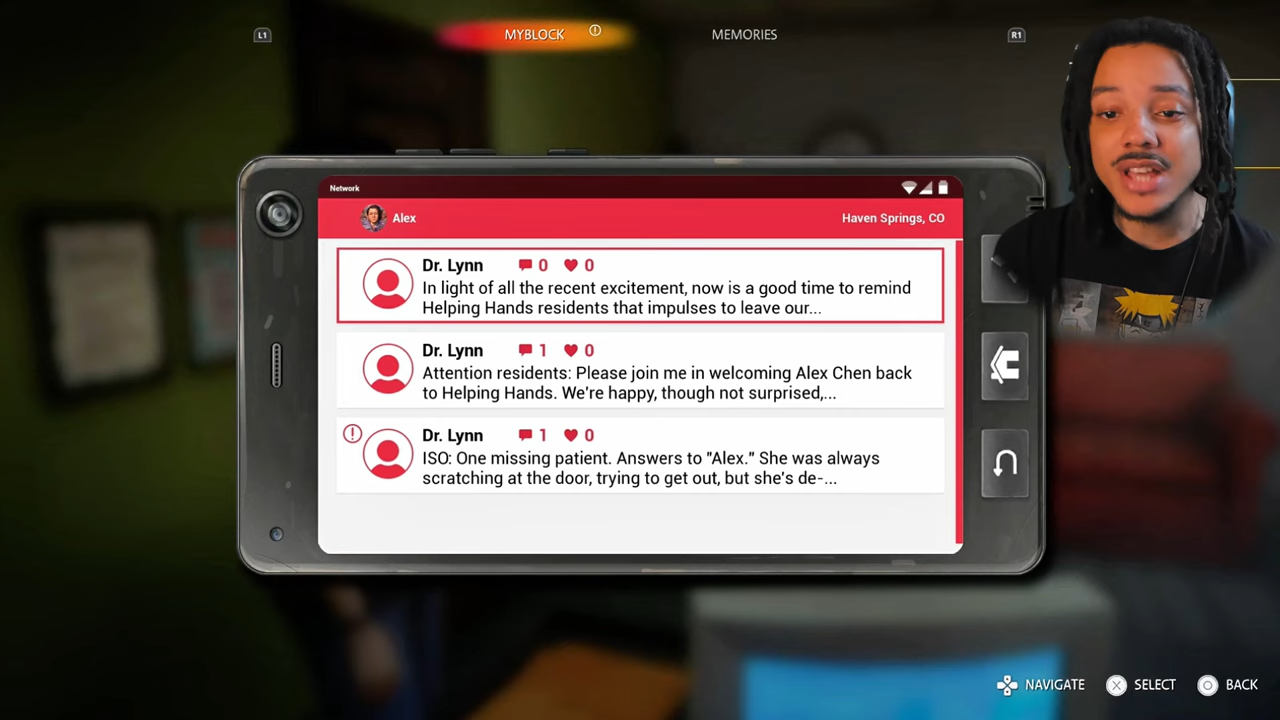 L1
MYBLOCK
MEMORIES
R1
Network
Alex
Haven Springs, CO
Dr. Lynn 0 0
In light of all the recent excitement, now is a good time to remind
Helping Hands residents that impulses to leave our...
Dr. Lynn 1 0
Attention residents: Please join me in welcoming Alex Chen back
to Helping Hands. We're happy, though not surprised,...
Dr. Lynn 1 0
ISO: One missing patient. Answers to "Alex." She was always
scratching at the door, trying to get out, but she's de-...
NAVIGATE
SELECT
BACK